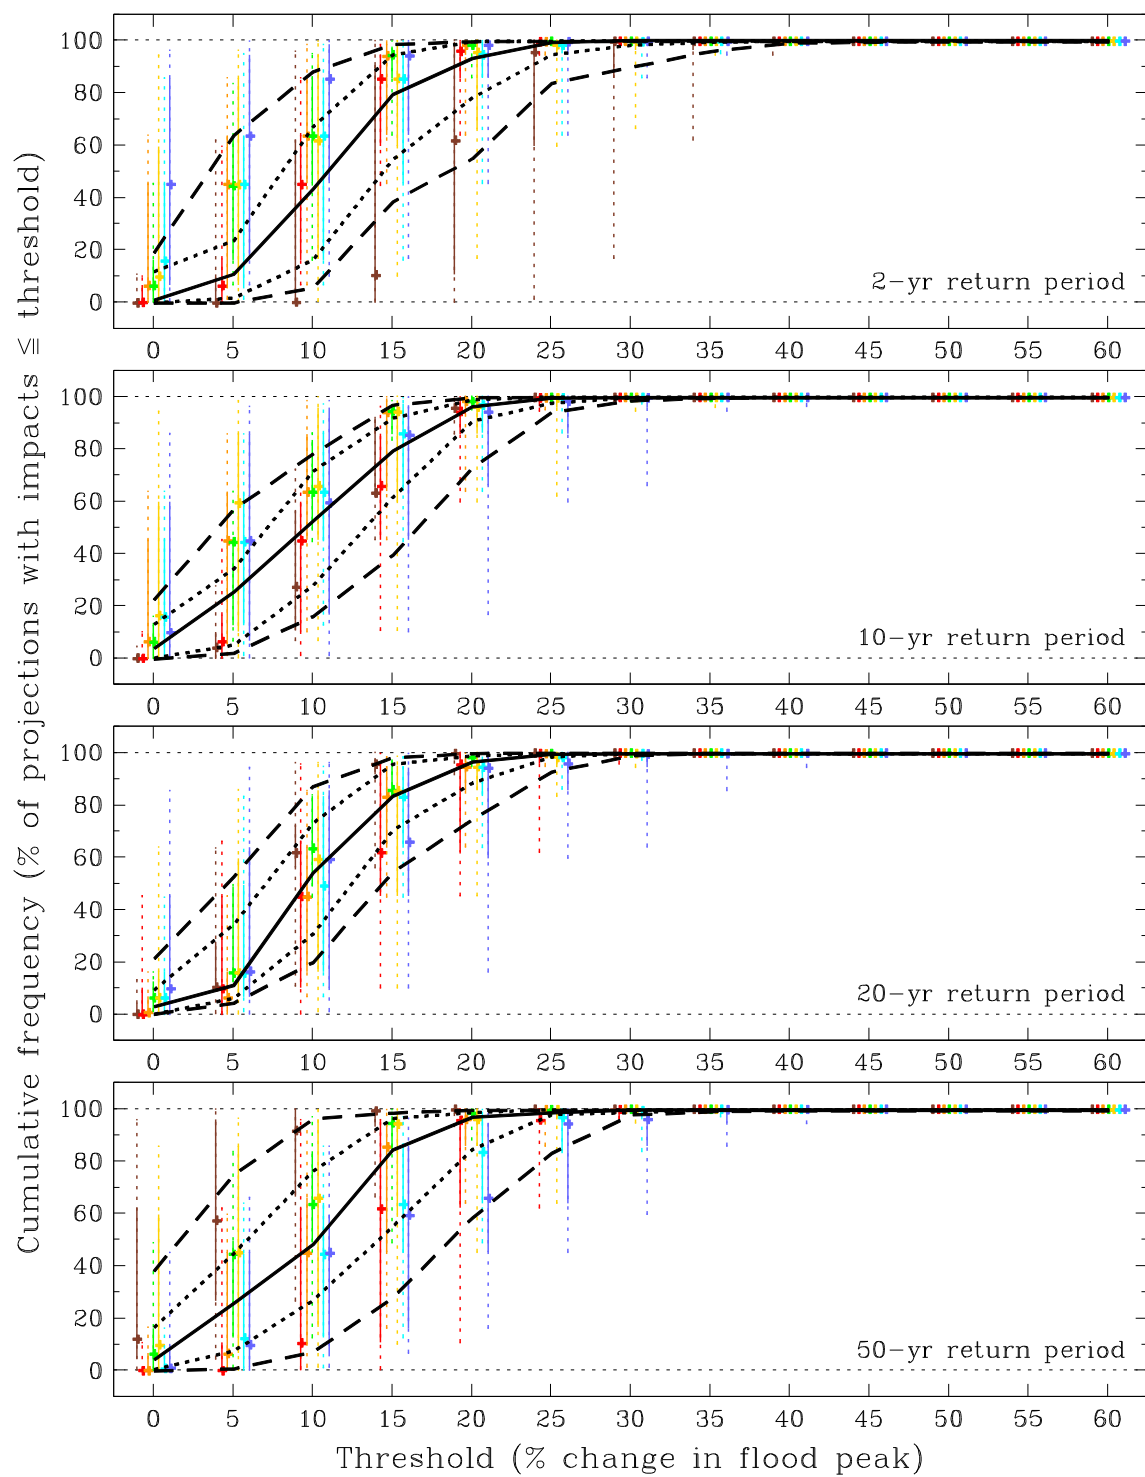 Cumulative frequency (% of projections with impacts ≤ threshold)
100
80
60
40
20
0
2-yr return period
0 5 10 15 20 25 30 35 40 45 50 55 60
100
80
60
40
20
0
10-yr return period
0 5 10 15 20 25 30 35 40 45 50 55 60
100
80
60
40
20
0
20-yr return period
0 5 10 15 20 25 30 35 40 45 50 55 60
100
80
60
40
20
0
50-yr return period
0 5 10 15 20 25 30 35 40 45 50 55 60
Threshold (% change in flood peak)